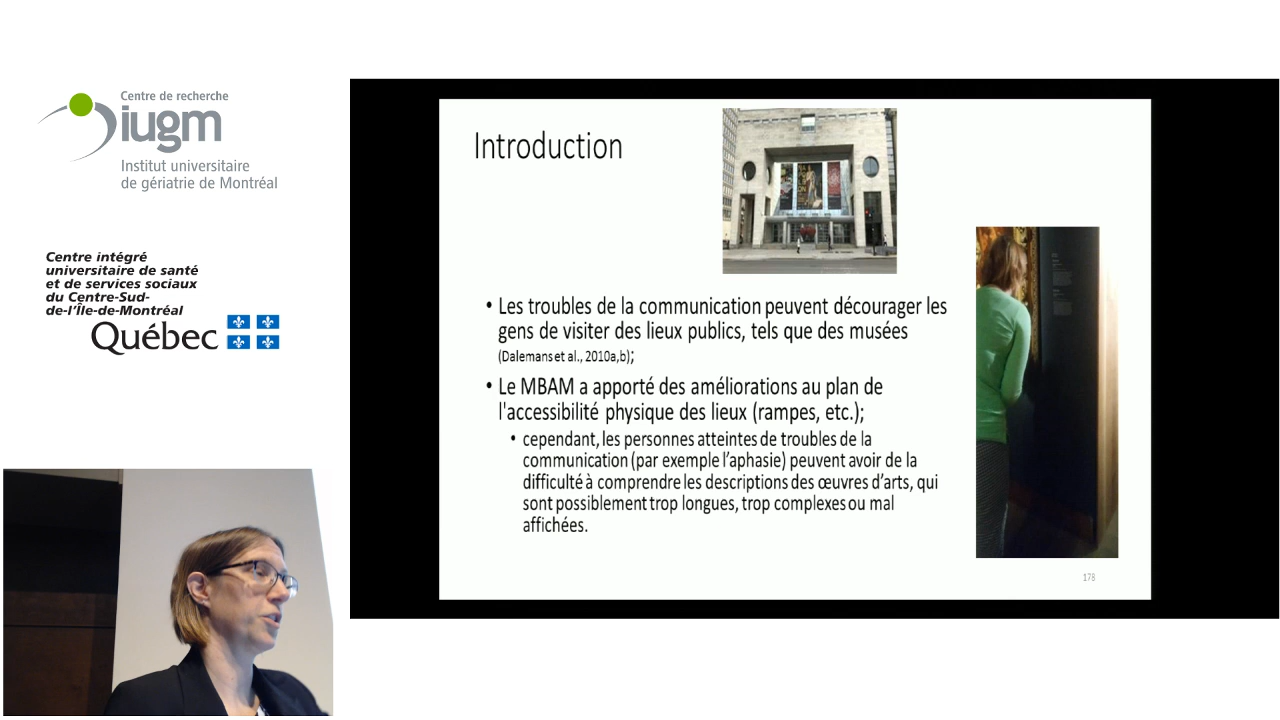 Centre de recherche
iugm
Institut universitaire
de gériatrie de Montréal
Centre intégré
universitaire de santé
et de services sociaux
du Centre-Sud-
de-l'Île-de-Montréal
Québec
Introduction
• Les troubles de la communication peuvent décourager les
gens de visiter des lieux publics, tels que des musées
(Dalemans et al., 2010a,b);
• Le MBAM a apporté des améliorations au plan de
l'accessibilité physique des lieux (rampes, etc.);
• cependant, les personnes atteintes de troubles de la
communication (par exemple l'aphasie) peuvent avoir de la
difficulté à comprendre les descriptions des œuvres d'arts, qui
sont possiblement trop longues, trop complexes ou mal
affichées.
178